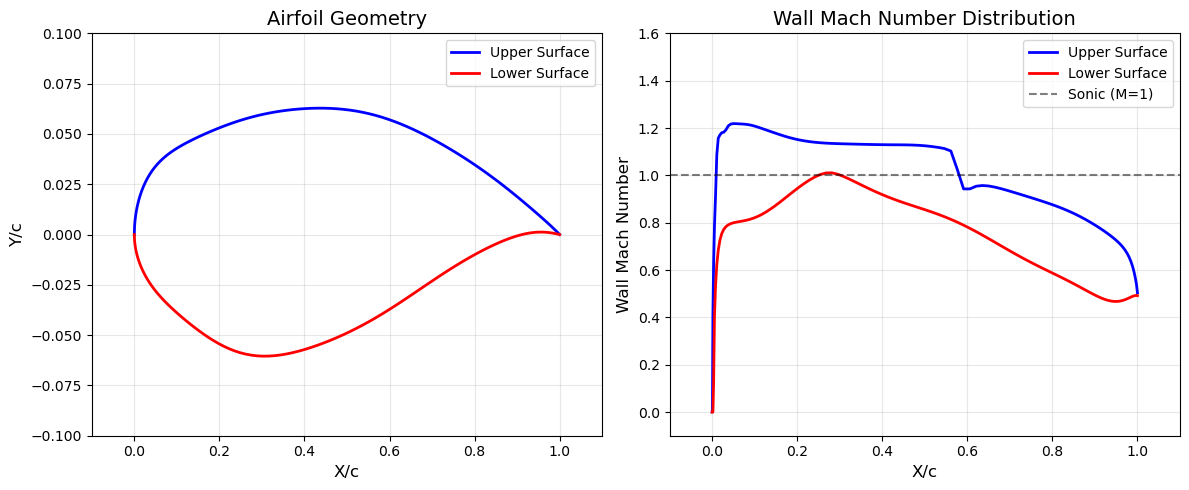 Airfoil Geometry
Y/c
0.100
0.075
0.050
0.025
0.000
−0.025
−0.050
−0.075
−0.100
Upper Surface
Lower Surface
0.0 0.2 0.4 0.6 0.8 1.0
X/c
Wall Mach Number Distribution
Wall Mach Number
1.6
1.4
1.2
1.0
0.8
0.6
0.4
0.2
0.0
Upper Surface
Lower Surface
Sonic (M=1)
0.0 0.2 0.4 0.6 0.8 1.0
X/c